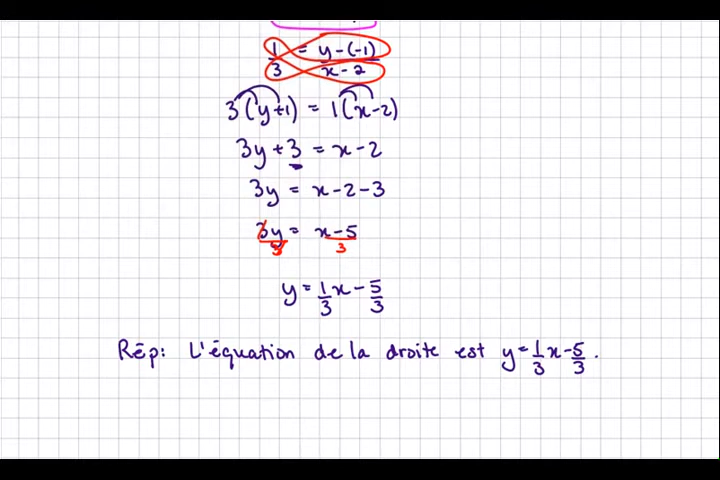 1/3 = y-(-1)/x-2
3(y+1) = 1(x-2)
3y+3 = x-2
3y = x-2-3
3y/3 = x-5/3
y = 1/3 x - 5/3
Rép: L'équation de la droite est y = 1/3 x - 5/3.